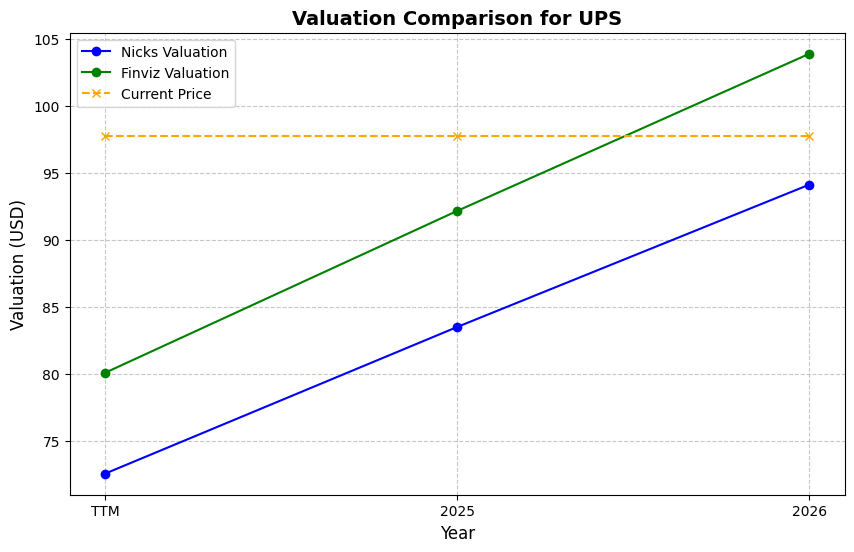 Valuation Comparison for UPS
Nicks Valuation
Finviz Valuation
Current Price
Valuation (USD)
105
100
95
90
85
80
75
TTM
2025
2026
Year